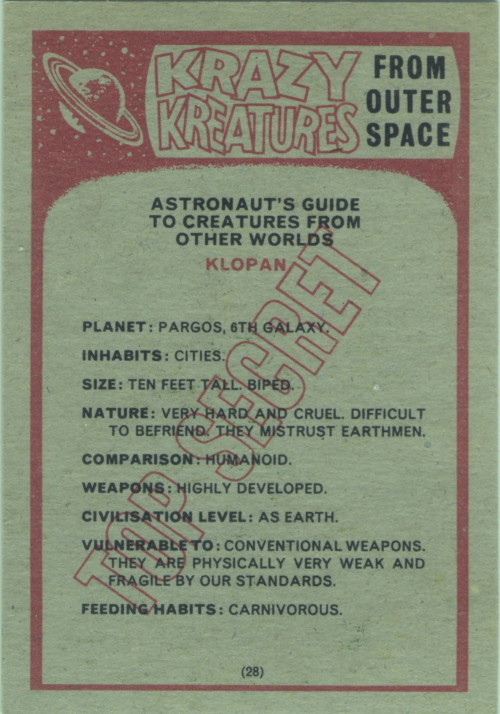 KRAZY
KREATURES
FROM
OUTER
SPACE
ASTRONAUT'S GUIDE
TO CREATURES FROM
OTHER WORLDS
KLOPAN
PLANET: PARGOS, 6TH GALAXY.
INHABITS: CITIES.
SIZE: TEN FEET TALL. BIPED.
NATURE: VERY HARD AND CRUEL. DIFFICULT
TO BEFRIEND. THEY MISTRUST EARTHMEN.
COMPARISON: HUMANOID.
WEAPONS: HIGHLY DEVELOPED.
CIVILISATION LEVEL: AS EARTH.
VULNERABLE TO: CONVENTIONAL WEAPONS.
THEY ARE PHYSICALLY VERY WEAK AND
FRAGILE BY OUR STANDARDS.
FEEDING HABITS: CARNIVOROUS.
TOP SECRET
(28)